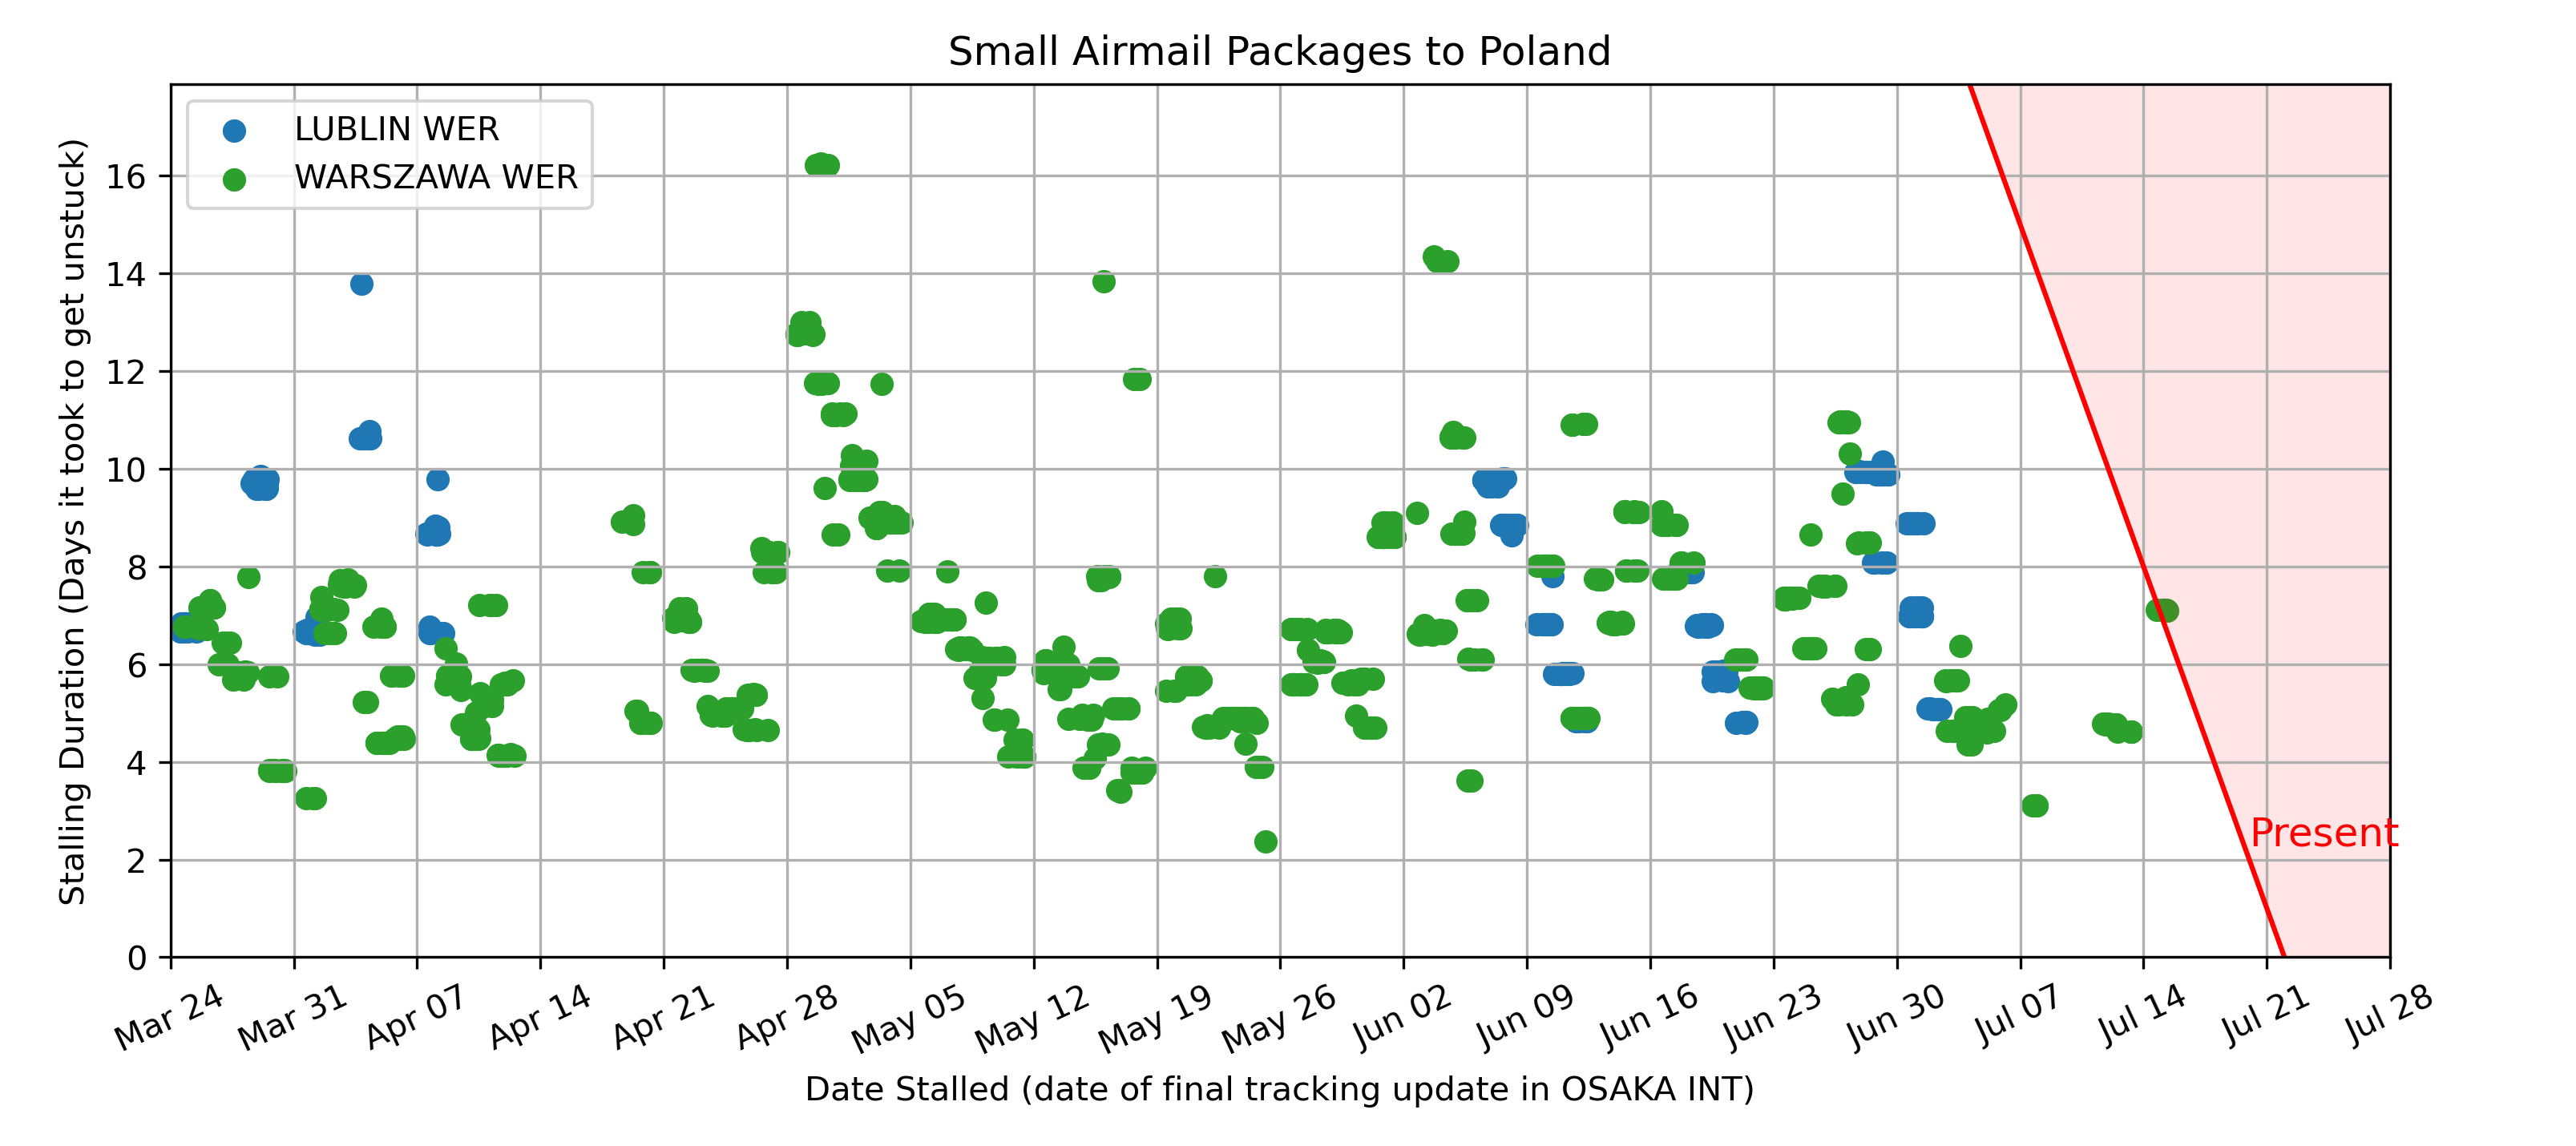 Small Airmail Packages to Poland
LUBLIN WER
WARSZAWA WER
Stalling Duration (Days it took to get unstuck)
16
14
12
10
8
6
4
2
0
Present
Mar 24
Mar 31
Apr 07
Apr 14
Apr 21
Apr 28
May 05
May 12
May 19
May 26
Jun 02
Jun 09
Jun 16
Jun 23
Jun 30
Jul 07
Jul 14
Jul 21
Jul 28
Date Stalled (date of final tracking update in OSAKA INT)